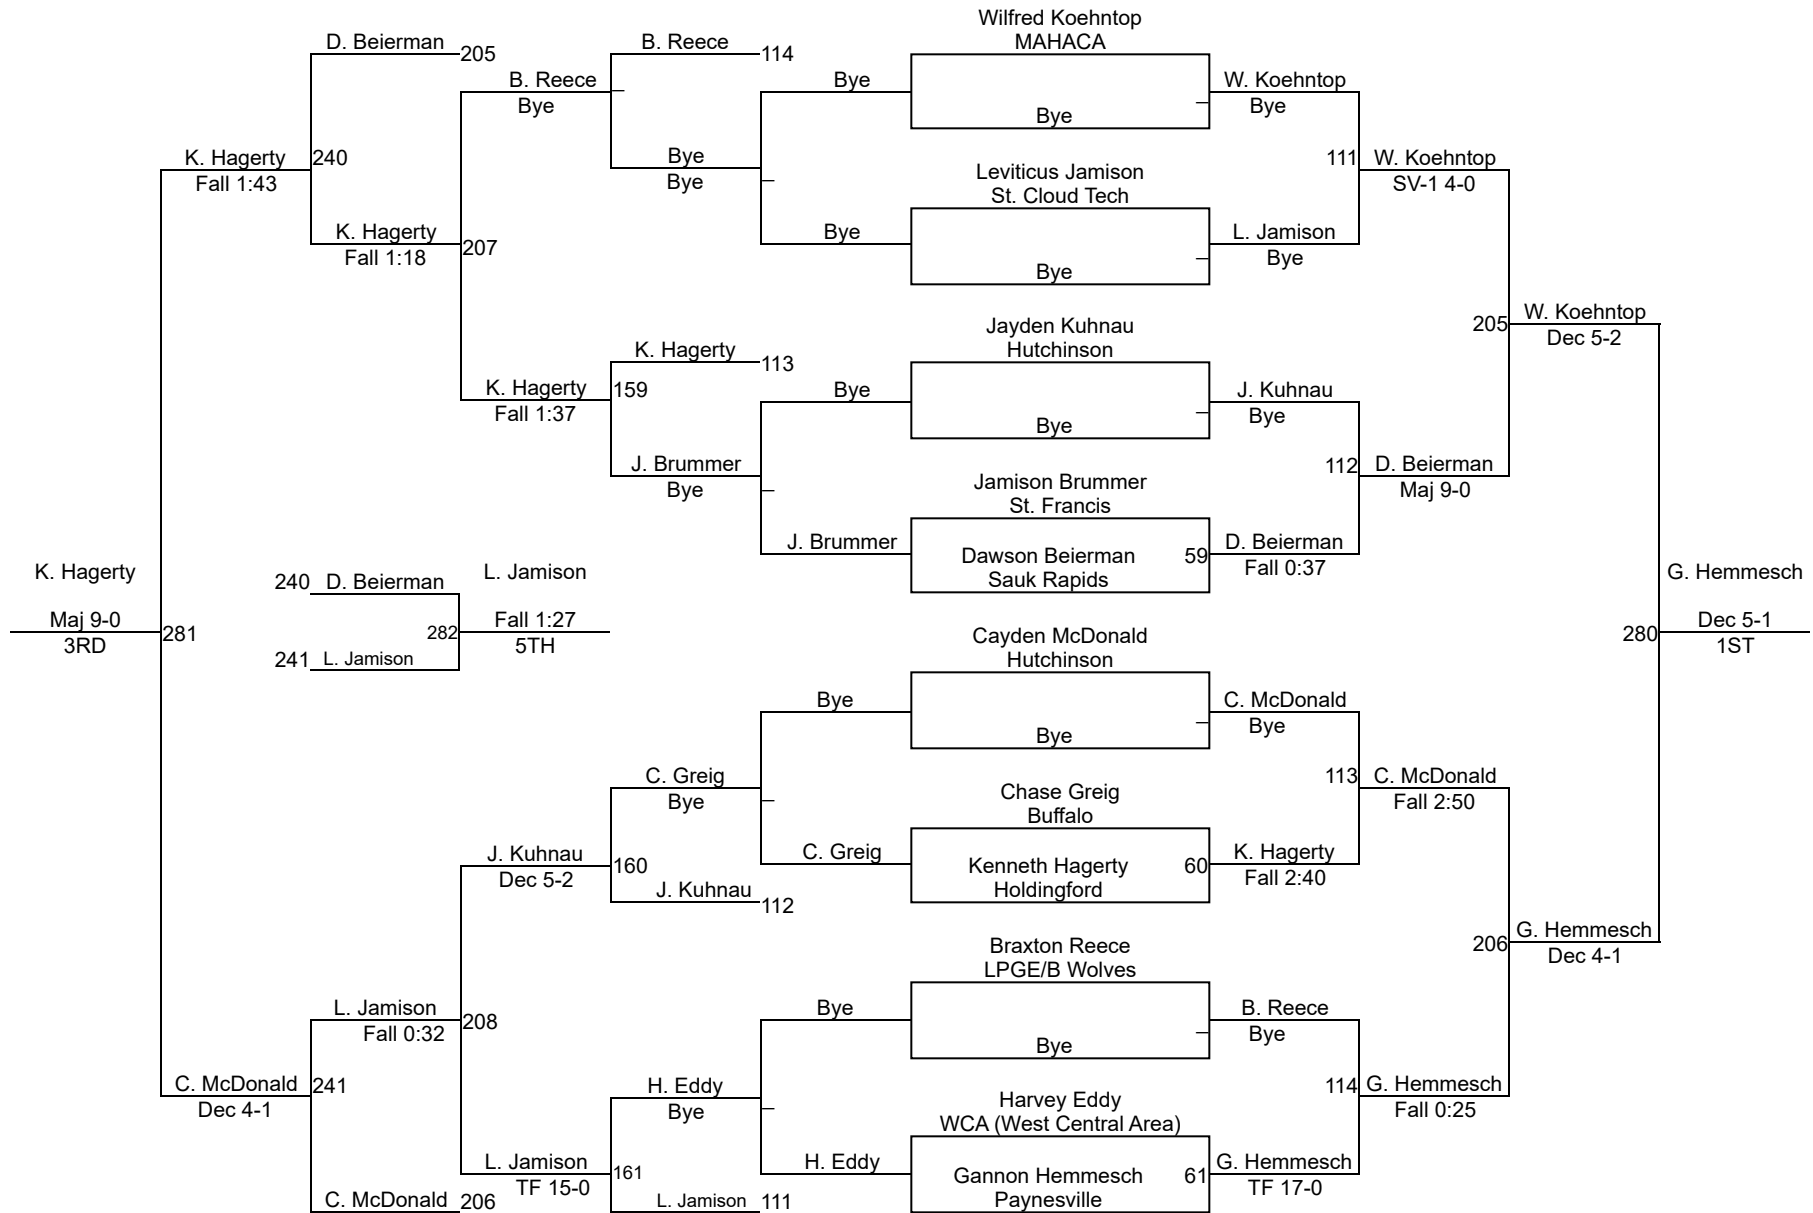 Wilfred Koehntop
MAHACA
D. Beierman
205
B. Reece
114
B. Reece
Bye
Bye
W. Koehntop
Bye
Bye
K. Hagerty
Fall 1:43
240
Bye
Bye
Leviticus Jamison
St. Cloud Tech
111
W. Koehntop
SV-1 4-0
K. Hagerty
Fall 1:18
207
Bye
L. Jamison
Bye
Bye
Jayden Kuhnau
Hutchinson
205
W. Koehntop
Dec 5-2
K. Hagerty
113
K. Hagerty
Fall 1:37
159
Bye
J. Kuhnau
Bye
Bye
J. Brummer
Bye
Jamison Brummer
St. Francis
112
D. Beierman
Maj 9-0
J. Brummer
Dawson Beierman
Sauk Rapids
59
D. Beierman
Fall 0:37
K. Hagerty
Maj 9-0
3RD
281
240
D. Beierman
241
L. Jamison
282
L. Jamison
Fall 1:27
5TH
G. Hemmesch
Dec 5-1
1ST
280
Cayden McDonald
Hutchinson
Bye
C. McDonald
Bye
Bye
C. Greig
Bye
Chase Greig
Buffalo
113
C. McDonald
Fall 2:50
J. Kuhnau
Dec 5-2
160
C. Greig
Kenneth Hagerty
Holdingford
60
K. Hagerty
Fall 2:40
J. Kuhnau
112
Braxton Reece
LPGE/B Wolves
206
G. Hemmesch
Dec 4-1
L. Jamison
Fall 0:32
208
Bye
B. Reece
Bye
Bye
C. McDonald
Dec 4-1
241
H. Eddy
Bye
Harvey Eddy
WCA (West Central Area)
114
G. Hemmesch
Fall 0:25
L. Jamison
TF 15-0
161
H. Eddy
Gannon Hemmesch
Paynesville
61
G. Hemmesch
TF 17-0
C. McDonald
206
L. Jamison
111